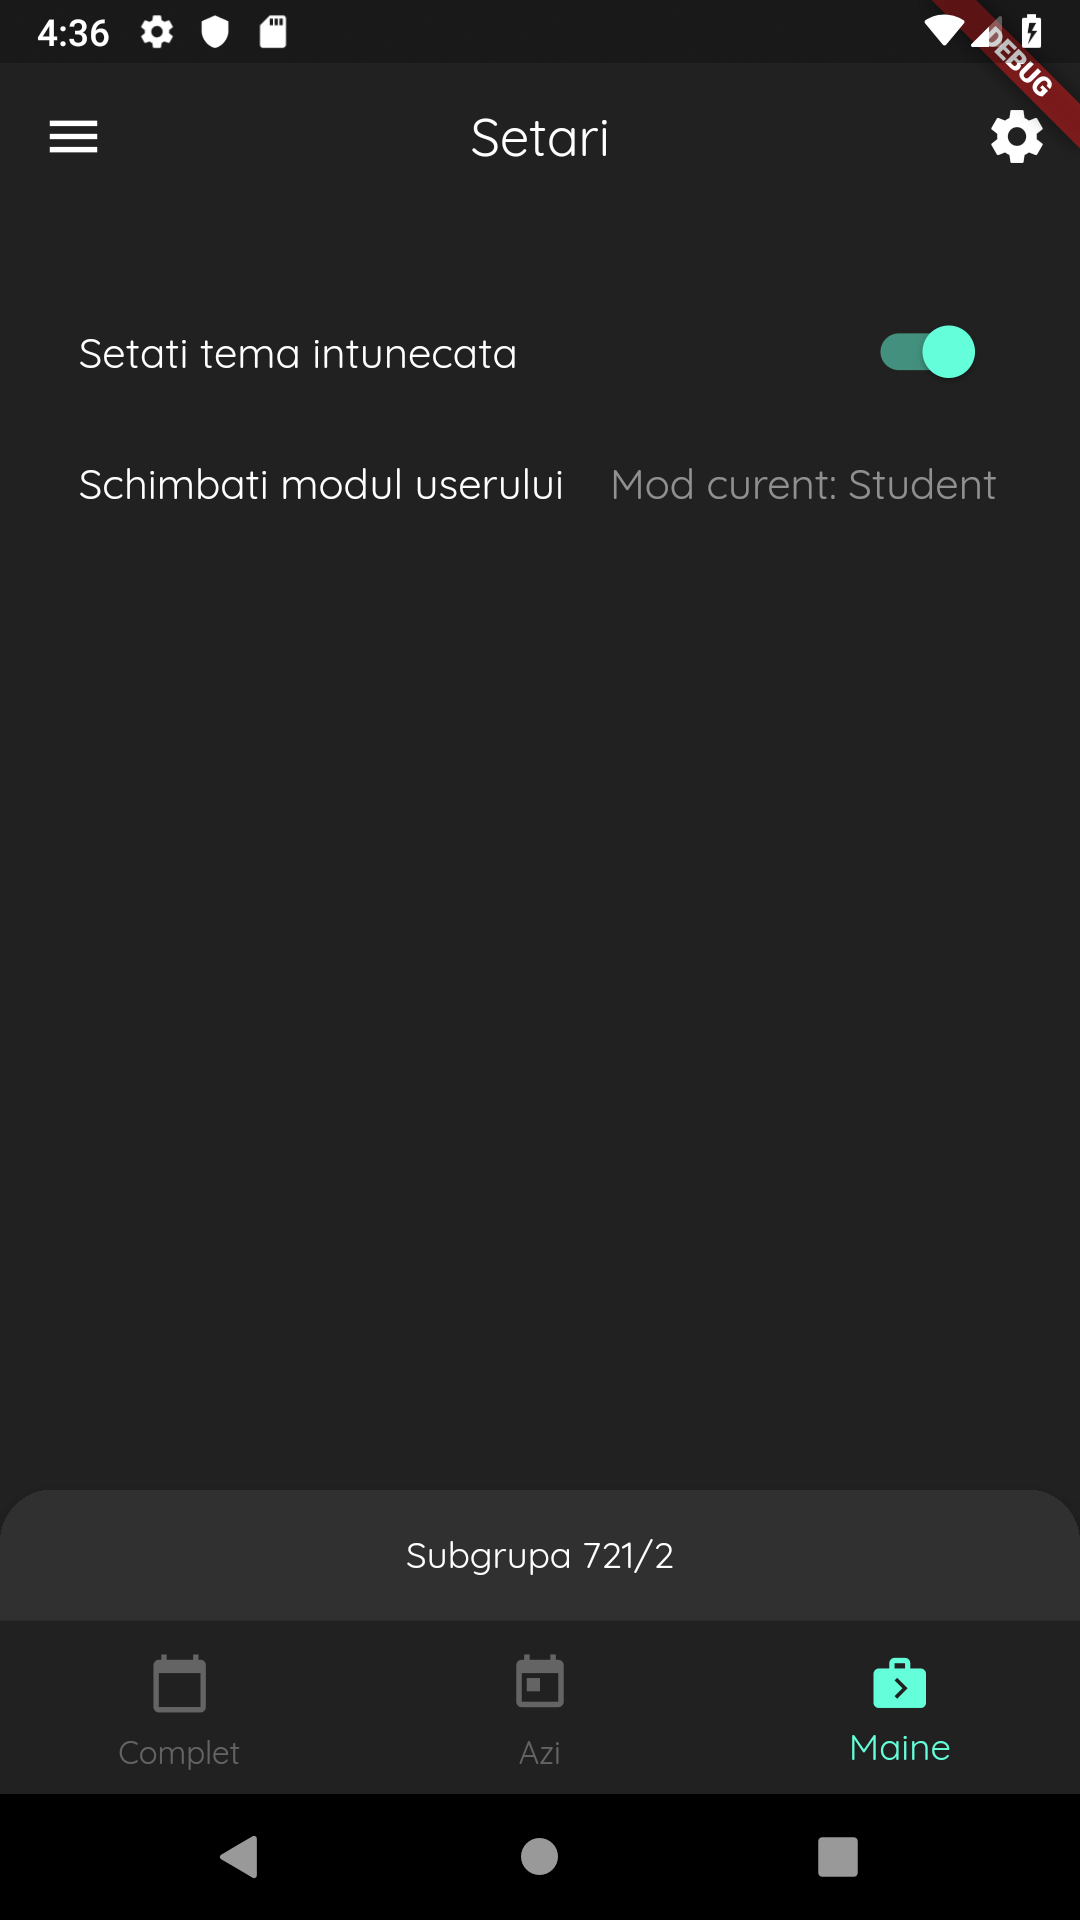 4:36
DEBUG
Setari
Setati tema intunecata
Schimbati modul userului Mod curent: Student
Subgrupa 721/2
Complet Azi Maine